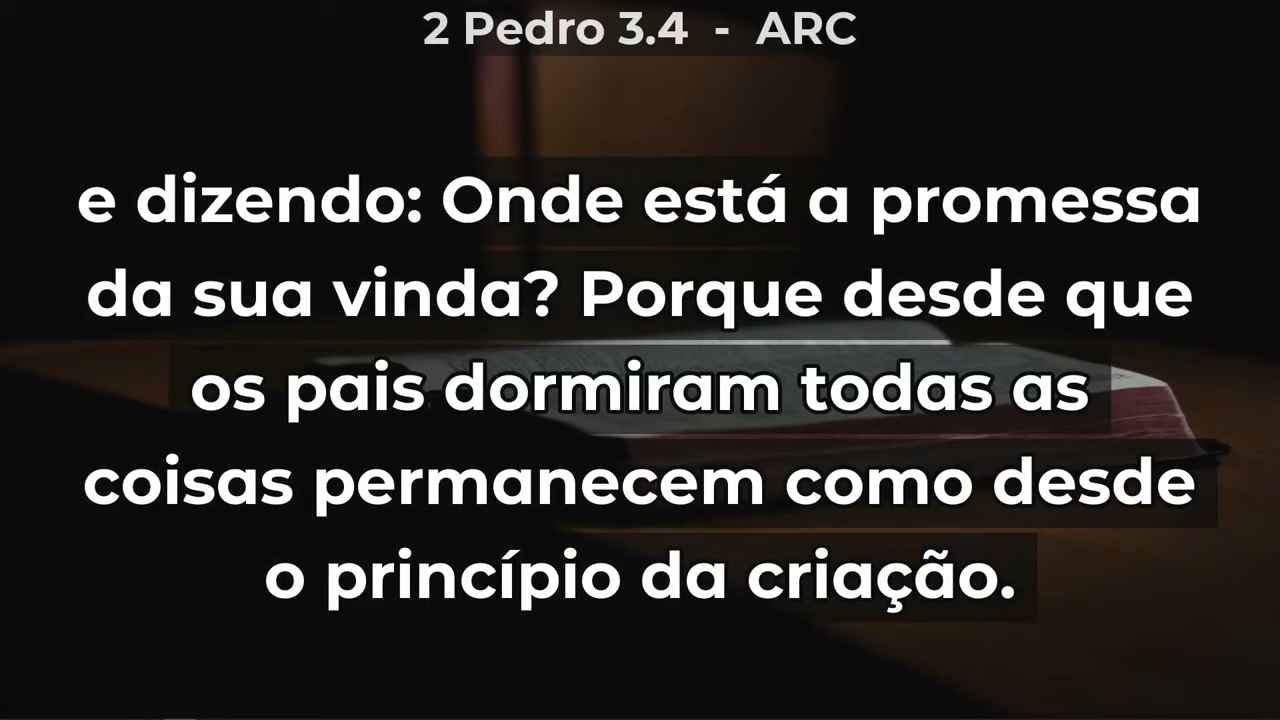 2 Pedro 3.4 - ARC
e dizendo: Onde está a promessa
da sua vinda? Porque desde que
os pais dormiram todas as
coisas permanecem como desde
o princípio da criação.